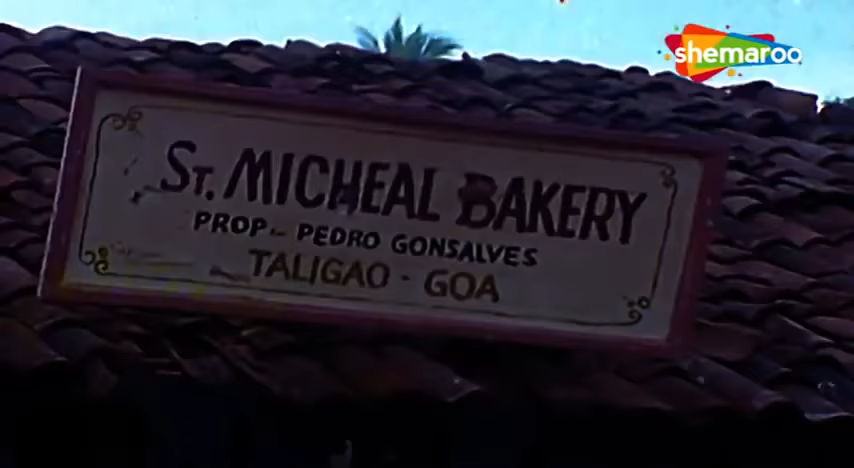 shemaroo
ST. MICHEAL BAKERY
PROP - PEDRO GONSALVES
TALIGAO - GOA